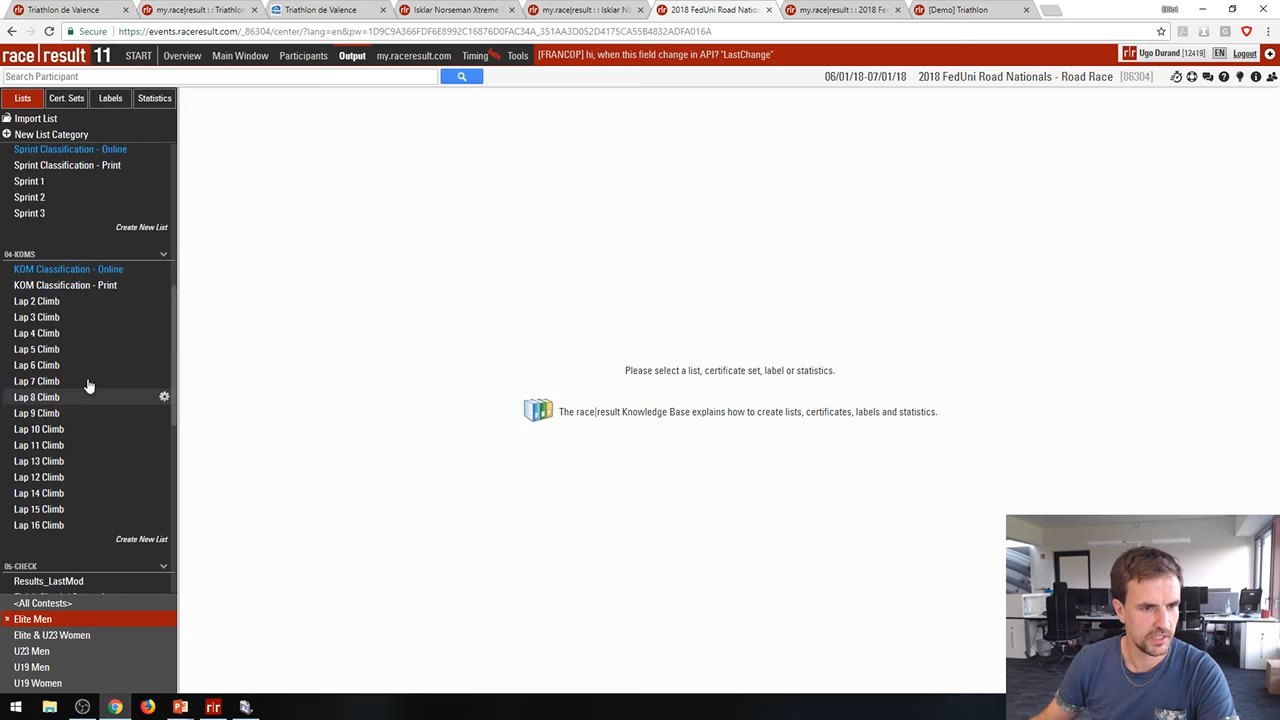 Triathlon de Valence
my.race|result : : Triathlon
Triathlon de Valence
Isklar Norseman Xtreme T
my.race|result : : Isklar No
2018 FedUni Road Nation
my.race|result : : 2018 Fed
[Demo] Triathlon
Elliot
Secure https://events.raceresult.com/_86304/center/?lang=en&pw=1D9C9A366FDF6E8992C16876D0FAC34A_351AA3D052D4175CA55B4832ADFA016A
race|result 11 START Overview Main Window Participants Output my.raceresult.com Timing Tools [FRANCOP] hi, when this field change in API? "LastChange" Ugo Durand [12419] EN Logout
Search Participant
06/01/18-07/01/18 2018 FedUni Road Nationals - Road Race [86304]
Lists Cert. Sets Labels Statistics
Import List
New List Category
Sprint Classification - Online
Sprint Classification - Print
Sprint 1
Sprint 2
Sprint 3
Create New List
04-KOMS
KOM Classification - Online
KOM Classification - Print
Lap 2 Climb
Lap 3 Climb
Lap 4 Climb
Lap 5 Climb
Lap 6 Climb
Lap 7 Climb
Lap 8 Climb
Lap 9 Climb
Lap 10 Climb
Lap 11 Climb
Lap 13 Climb
Lap 12 Climb
Lap 14 Climb
Lap 15 Climb
Lap 16 Climb
Create New List
05-CHECK
Results_LastMod
<All Contests>
» Elite Men
Elite & U23 Women
U23 Men
U19 Men
U19 Women
Please select a list, certificate set, label or statistics.
The race|result Knowledge Base explains how to create lists, certificates, labels and statistics.